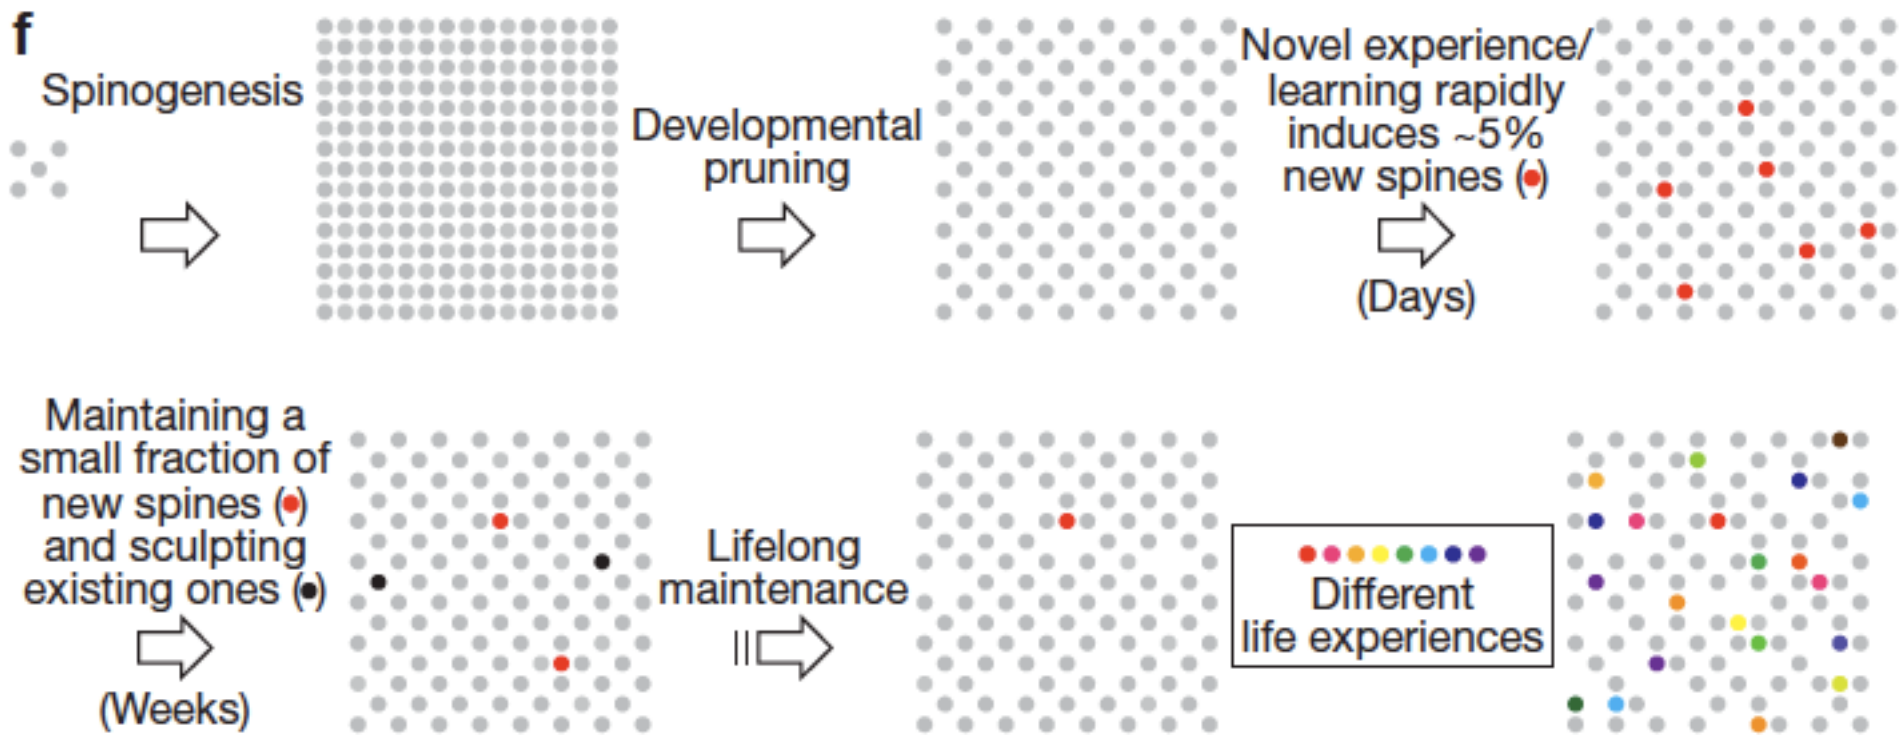 f
Spinogenesis
Developmental
pruning
Novel experience/
learning rapidly
induces ~5%
new spines (•)
(Days)
Maintaining a
small fraction of
new spines (•)
and sculpting
existing ones (•)
(Weeks)
Lifelong
maintenance
Different
life experiences